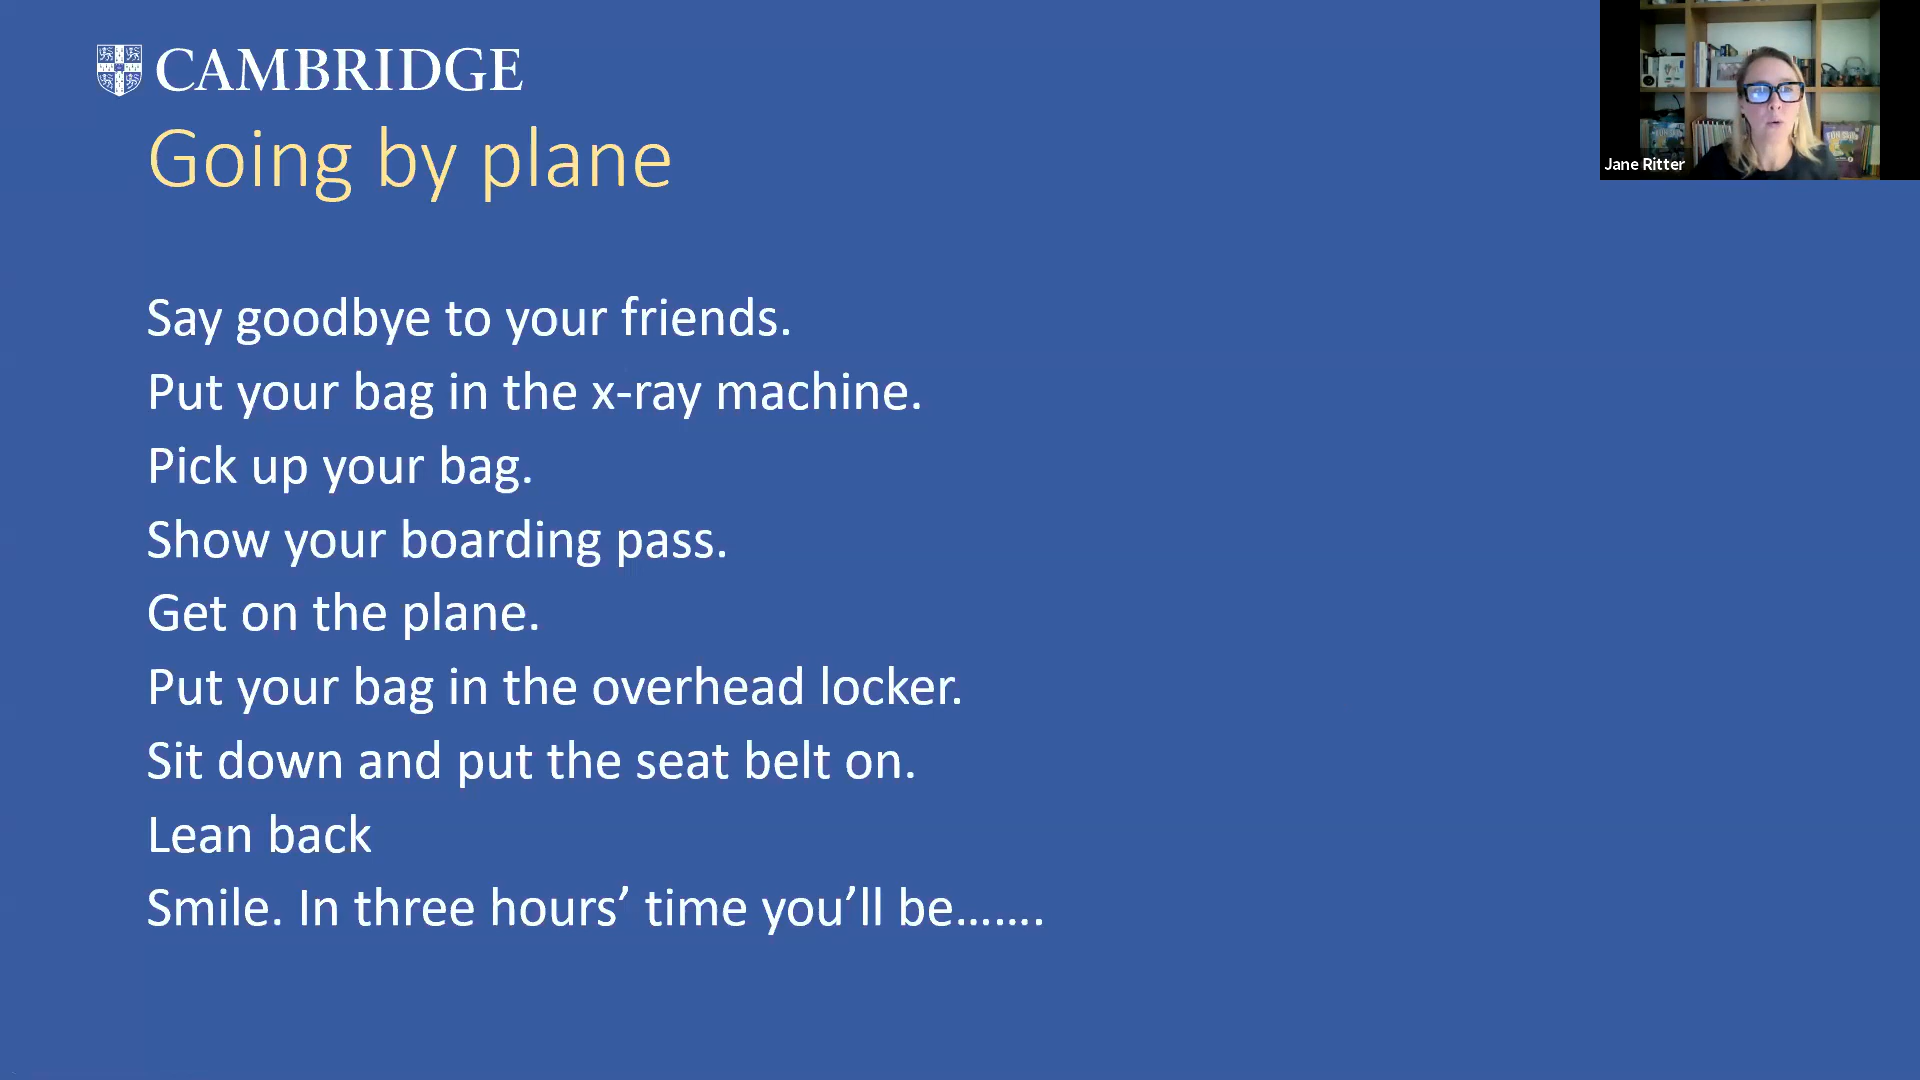 CAMBRIDGE
Going by plane
Jane Ritter
Say goodbye to your friends.
Put your bag in the x-ray machine.
Pick up your bag.
Show your boarding pass.
Get on the plane.
Put your bag in the overhead locker.
Sit down and put the seat belt on.
Lean back
Smile. In three hours’ time you’ll be.......